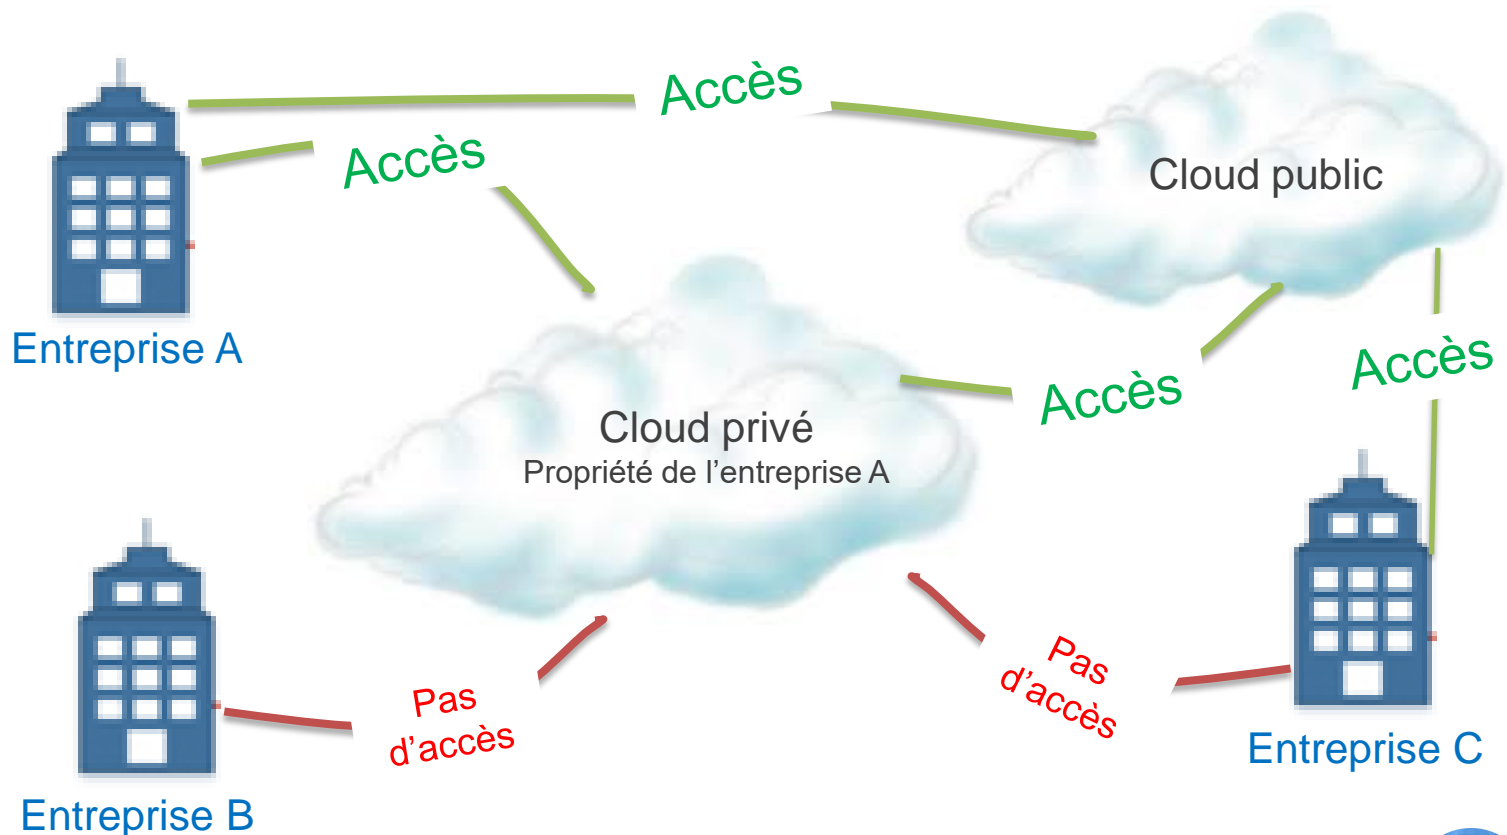 Accès
Accès
Cloud public
Entreprise A
Accès
Accès
Cloud privé
Propriété de l’entreprise A
Pas
d’accès
Pas
d’accès
Entreprise C
Entreprise B